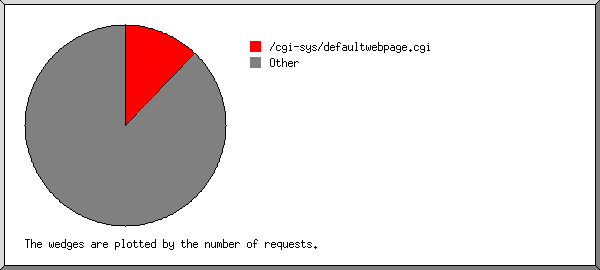 /cgi-sys/defaultwebpage.cgi
Other
The wedges are plotted by the number of requests.